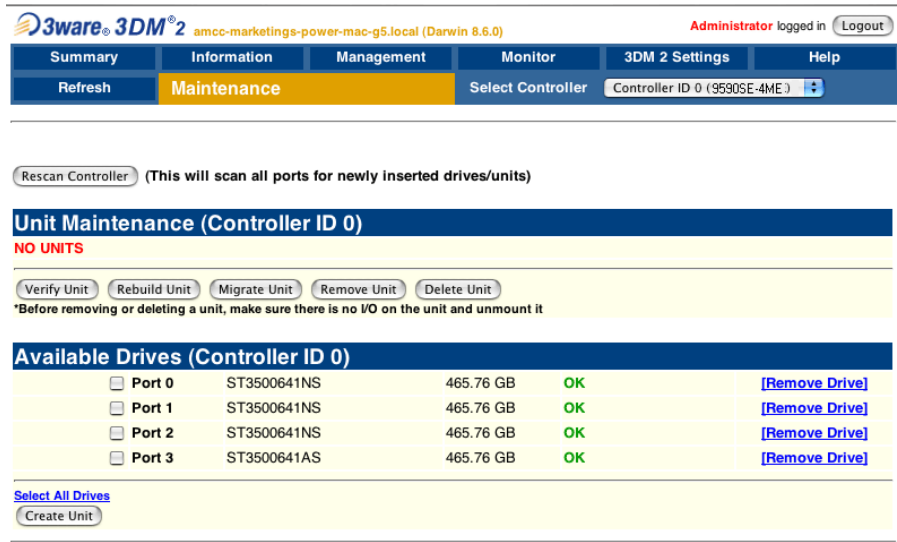 3ware® 3DM®2 amcc-marketings-power-mac-g5.local (Darwin 8.6.0) Administrator logged in Logout
Summary Information Management Monitor 3DM 2 Settings Help
Refresh Maintenance Select Controller Controller ID 0 (9590SE-4ME)
Rescan Controller (This will scan all ports for newly inserted drives/units)
Unit Maintenance (Controller ID 0)
NO UNITS
Verify Unit Rebuild Unit Migrate Unit Remove Unit Delete Unit
*Before removing or deleting a unit, make sure there is no I/O on the unit and unmount it
Available Drives (Controller ID 0)
Port 0 ST3500641NS 465.76 GB OK [Remove Drive]
Port 1 ST3500641NS 465.76 GB OK [Remove Drive]
Port 2 ST3500641NS 465.76 GB OK [Remove Drive]
Port 3 ST3500641AS 465.76 GB OK [Remove Drive]
Select All Drives
Create Unit